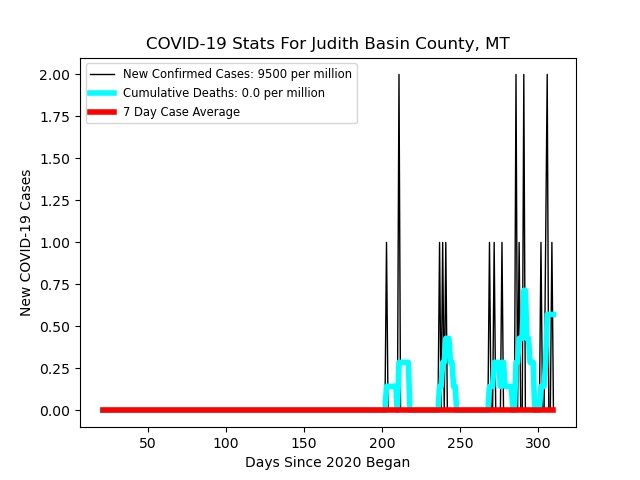 COVID-19 Stats For Judith Basin County, MT
New Confirmed Cases: 9500 per million
Cumulative Deaths: 0.0 per million
7 Day Case Average
New COVID-19 Cases
2.00
1.75
1.50
1.25
1.00
0.75
0.50
0.25
0.00
50 100 150 200 250 300
Days Since 2020 Began